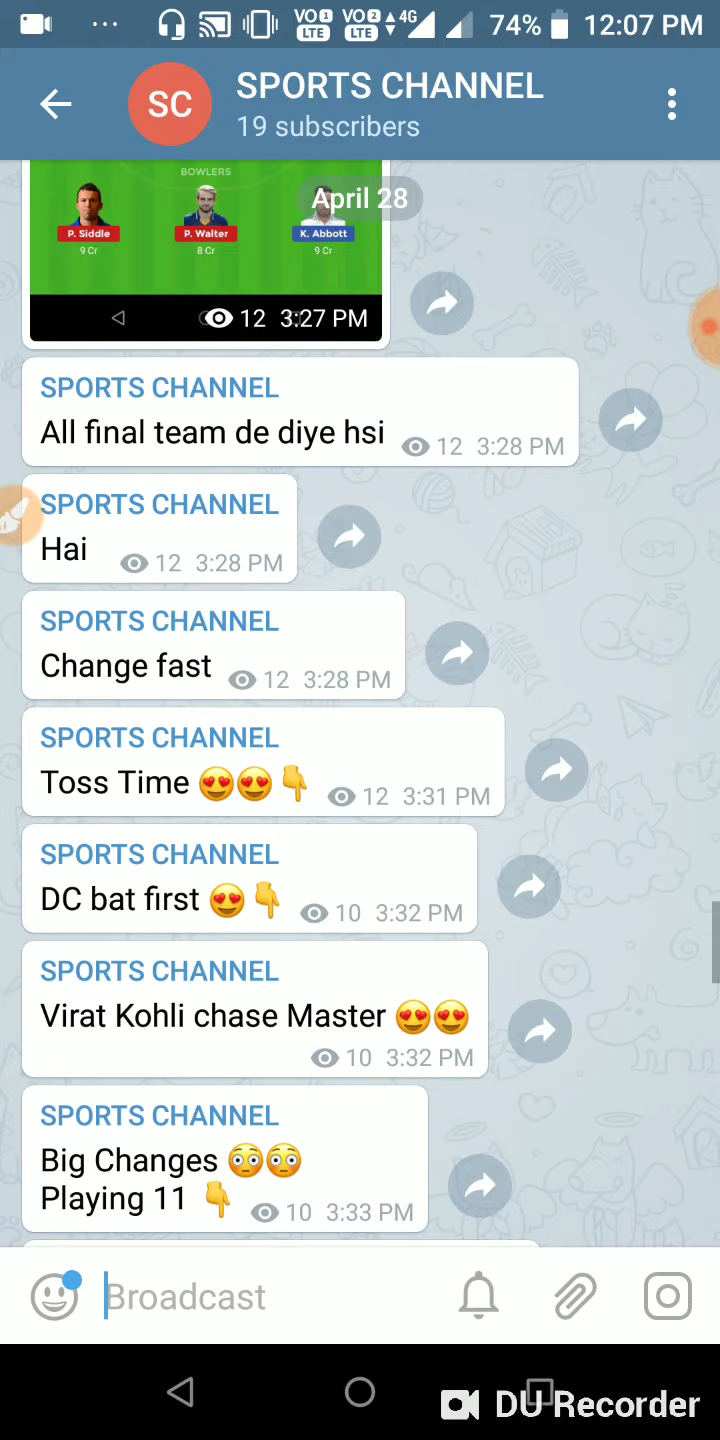 VO 1 LTE VO 2 LTE 4G 74% 12:07 PM
SC SPORTS CHANNEL
19 subscribers
BOWLERS
April 28
P. Siddle P. Walter K. Abbott
9 Cr 8 Cr 9 Cr
12 3:27 PM
SPORTS CHANNEL
All final team de diye hsi 12 3:28 PM
SPORTS CHANNEL
Hai 12 3:28 PM
SPORTS CHANNEL
Change fast 12 3:28 PM
SPORTS CHANNEL
Toss Time 😍😍👇 12 3:31 PM
SPORTS CHANNEL
DC bat first 😍👇 10 3:32 PM
SPORTS CHANNEL
Virat Kohli chase Master 😍😍
10 3:32 PM
SPORTS CHANNEL
Big Changes 😳😳
Playing 11 👇 10 3:33 PM
Broadcast
DU Recorder